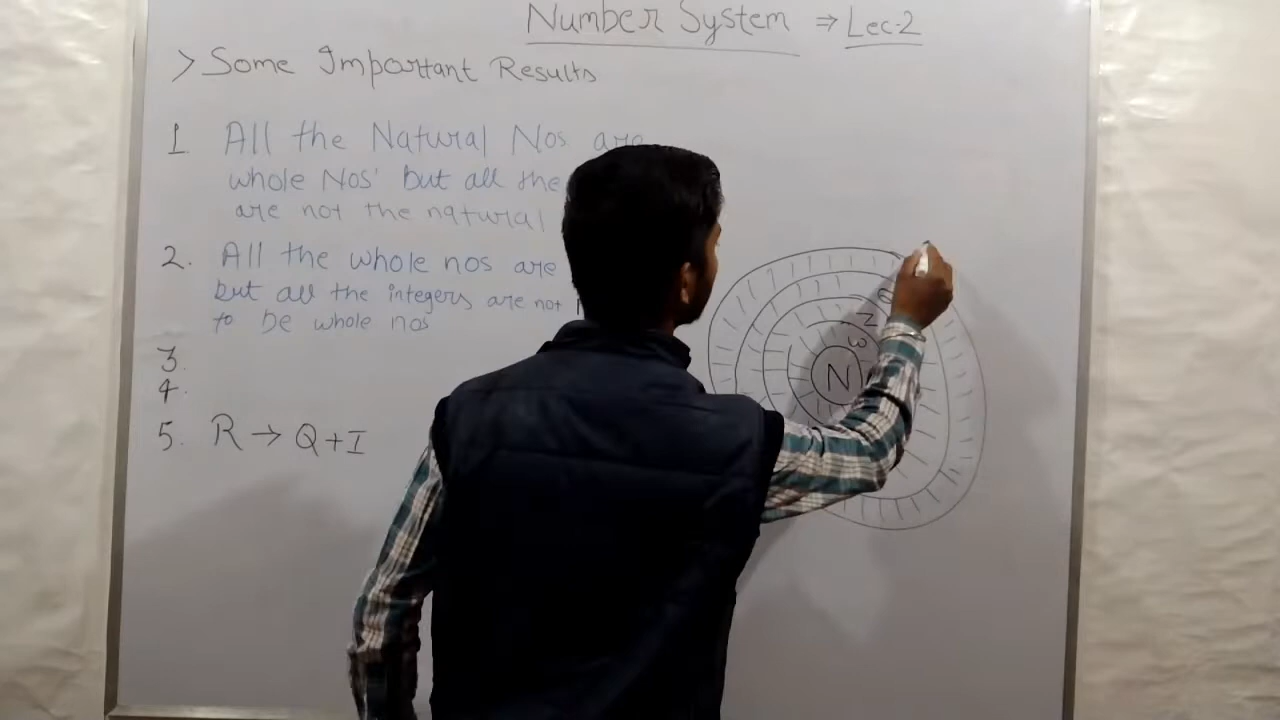 Number System ⇒ Lec-2
> Some Important Results
1 All the Natural Nos are
whole Nos' but all the
are not the natural
2. All the whole nos are
but all the integers are not
to be whole nos
3.
4.
5. R → Q+I
Q
Z
W
N